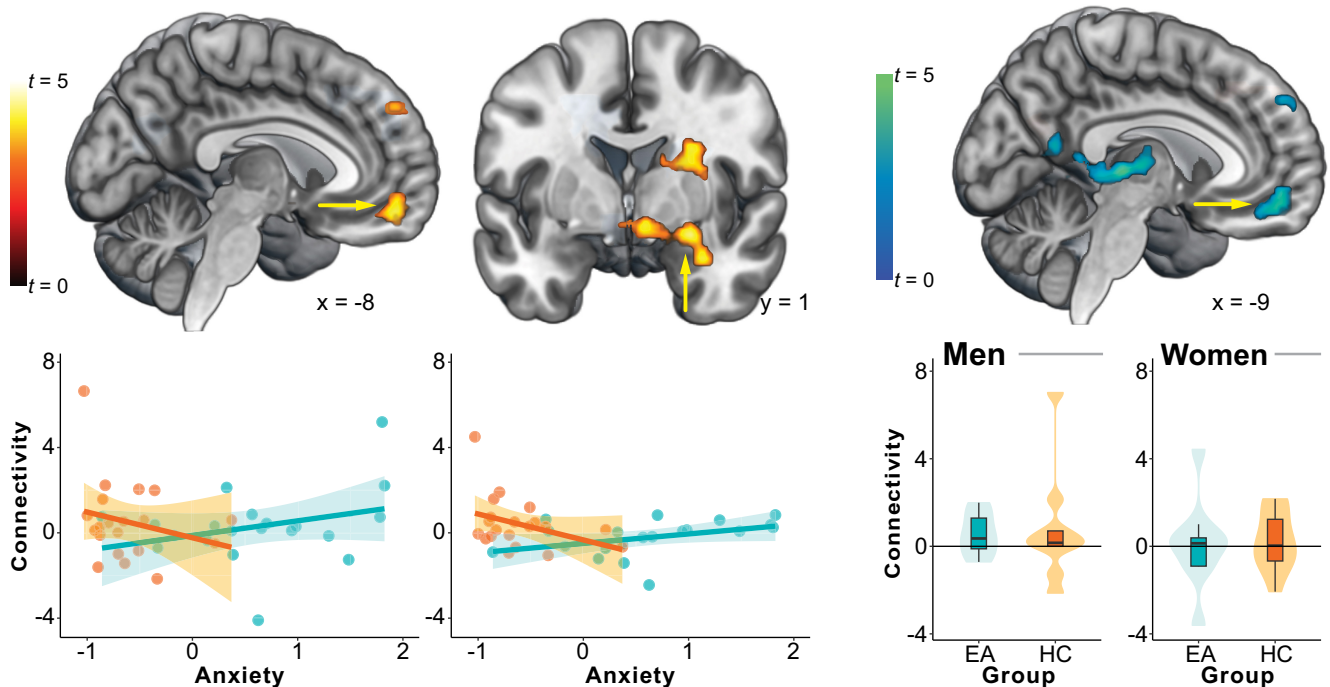 t = 5
t = 0
x = -8
y = 1
t = 5
t = 0
x = -9
8
4
0
-4
Connectivity
-1
0
1
2
Anxiety
8
4
0
-4
-1
0
1
2
Anxiety
Men
8
4
0
-4
Connectivity
EA
HC
Group
Women
8
4
0
-4
EA
HC
Group